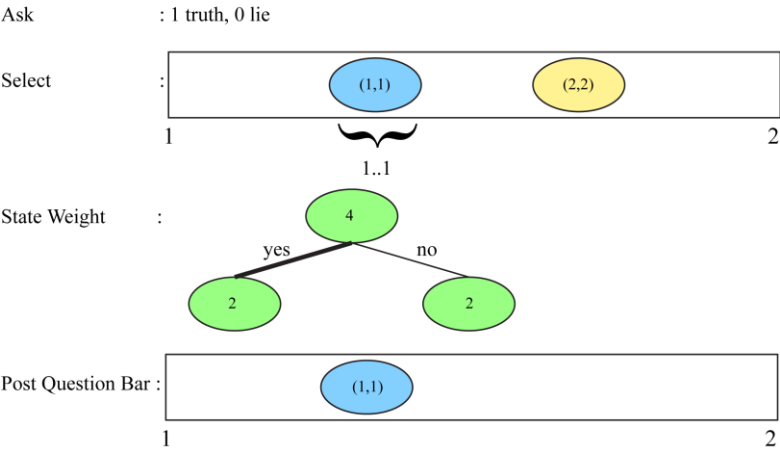 Ask : 1 truth, 0 lie
Select : (1,1) (2,2)
1 2
1..1
State Weight : 4
yes no
2 2
Post Question Bar : (1,1)
1 2